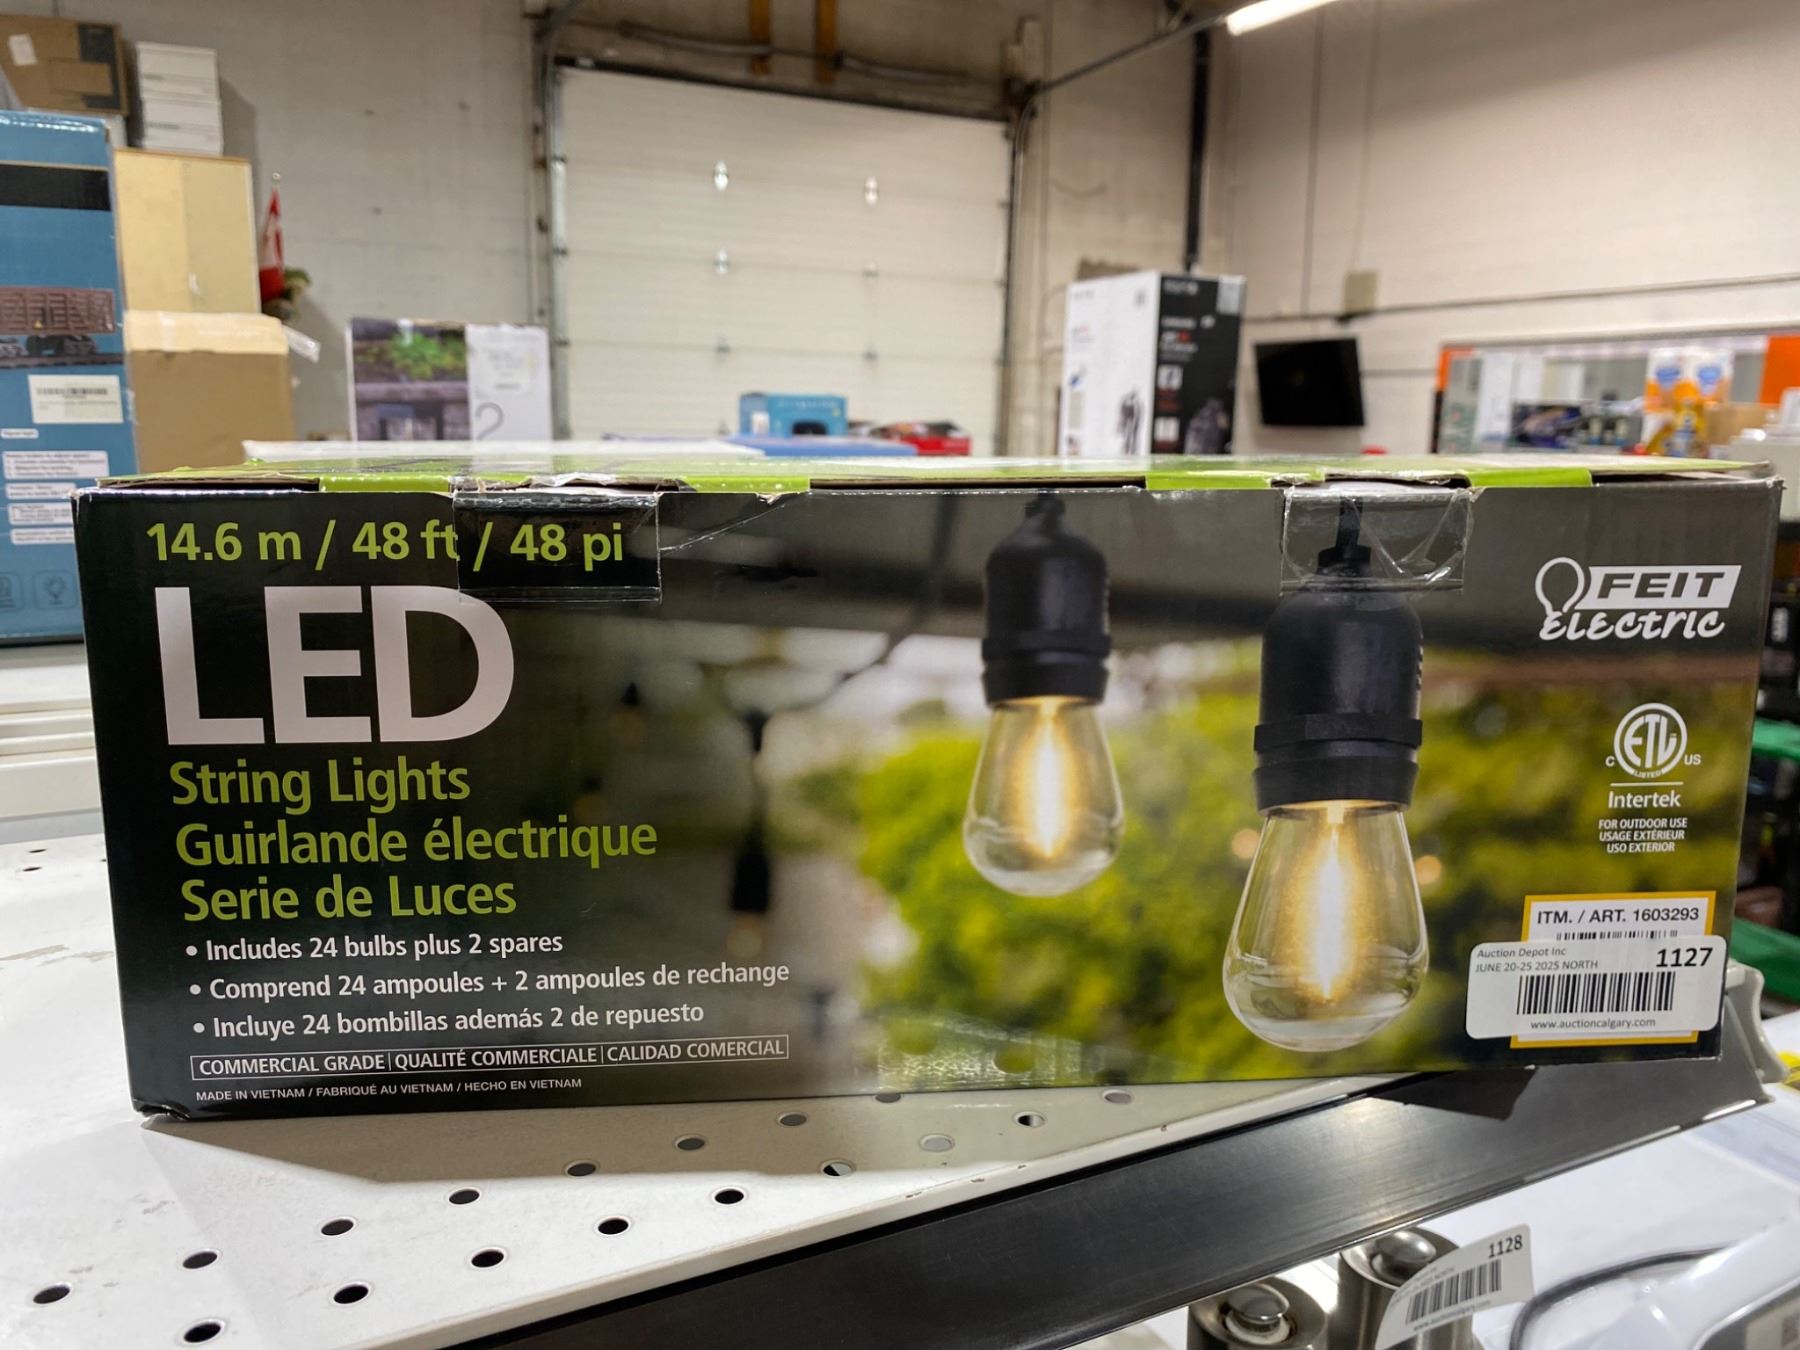 14.6 m / 48 ft / 48 pi
LED
String Lights
Guirlande électrique
Serie de Luces
• Includes 24 bulbs plus 2 spares
• Comprend 24 ampoules + 2 ampoules de rechange
• Incluye 24 bombillas además 2 de repuesto
COMMERCIAL GRADE | QUALITÉ COMMERCIALE | CALIDAD COMERCIAL
MADE IN VIETNAM / FABRIQUÉ AU VIETNAM / HECHO EN VIETNAM
FEIT
ELECTRIC
ETL
LISTED
C US
Intertek
FOR OUTDOOR USE
USAGE EXTÉRIEUR
USO EXTERIOR
ITM. / ART. 1603293
Auction Depot Inc
JUNE 20-25 2025 NORTH
1127
www.auctioncalgary.com
1128